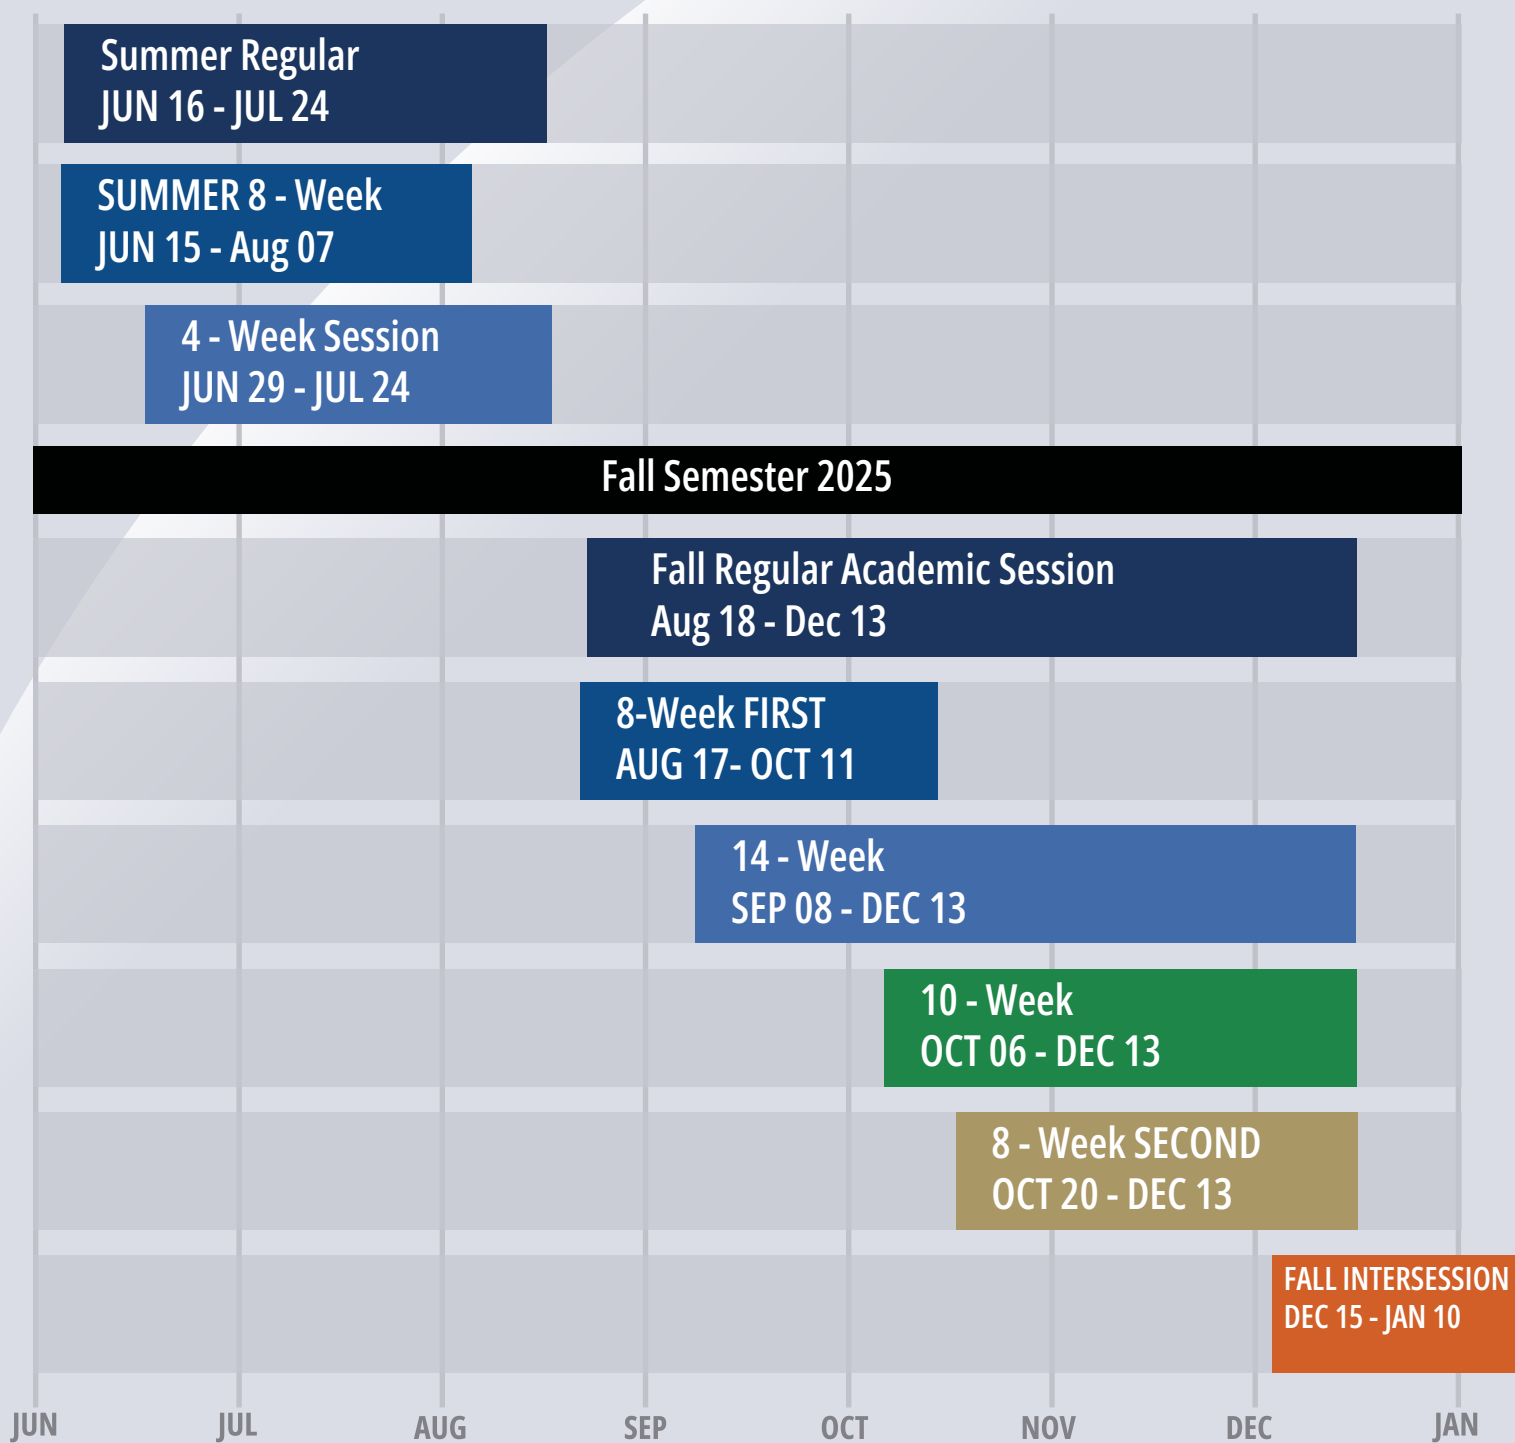 Summer Regular
JUN 16 - JUL 24
SUMMER 8 - Week
JUN 15 - Aug 07
4 - Week Session
JUN 29 - JUL 24
Fall Semester 2025
Fall Regular Academic Session
Aug 18 - Dec 13
8-Week FIRST
AUG 17- OCT 11
14 - Week
SEP 08 - DEC 13
10 - Week
OCT 06 - DEC 13
8 - Week SECOND
OCT 20 - DEC 13
FALL INTERSESSION
DEC 15 - JAN 10
JUN JUL AUG SEP OCT NOV DEC JAN